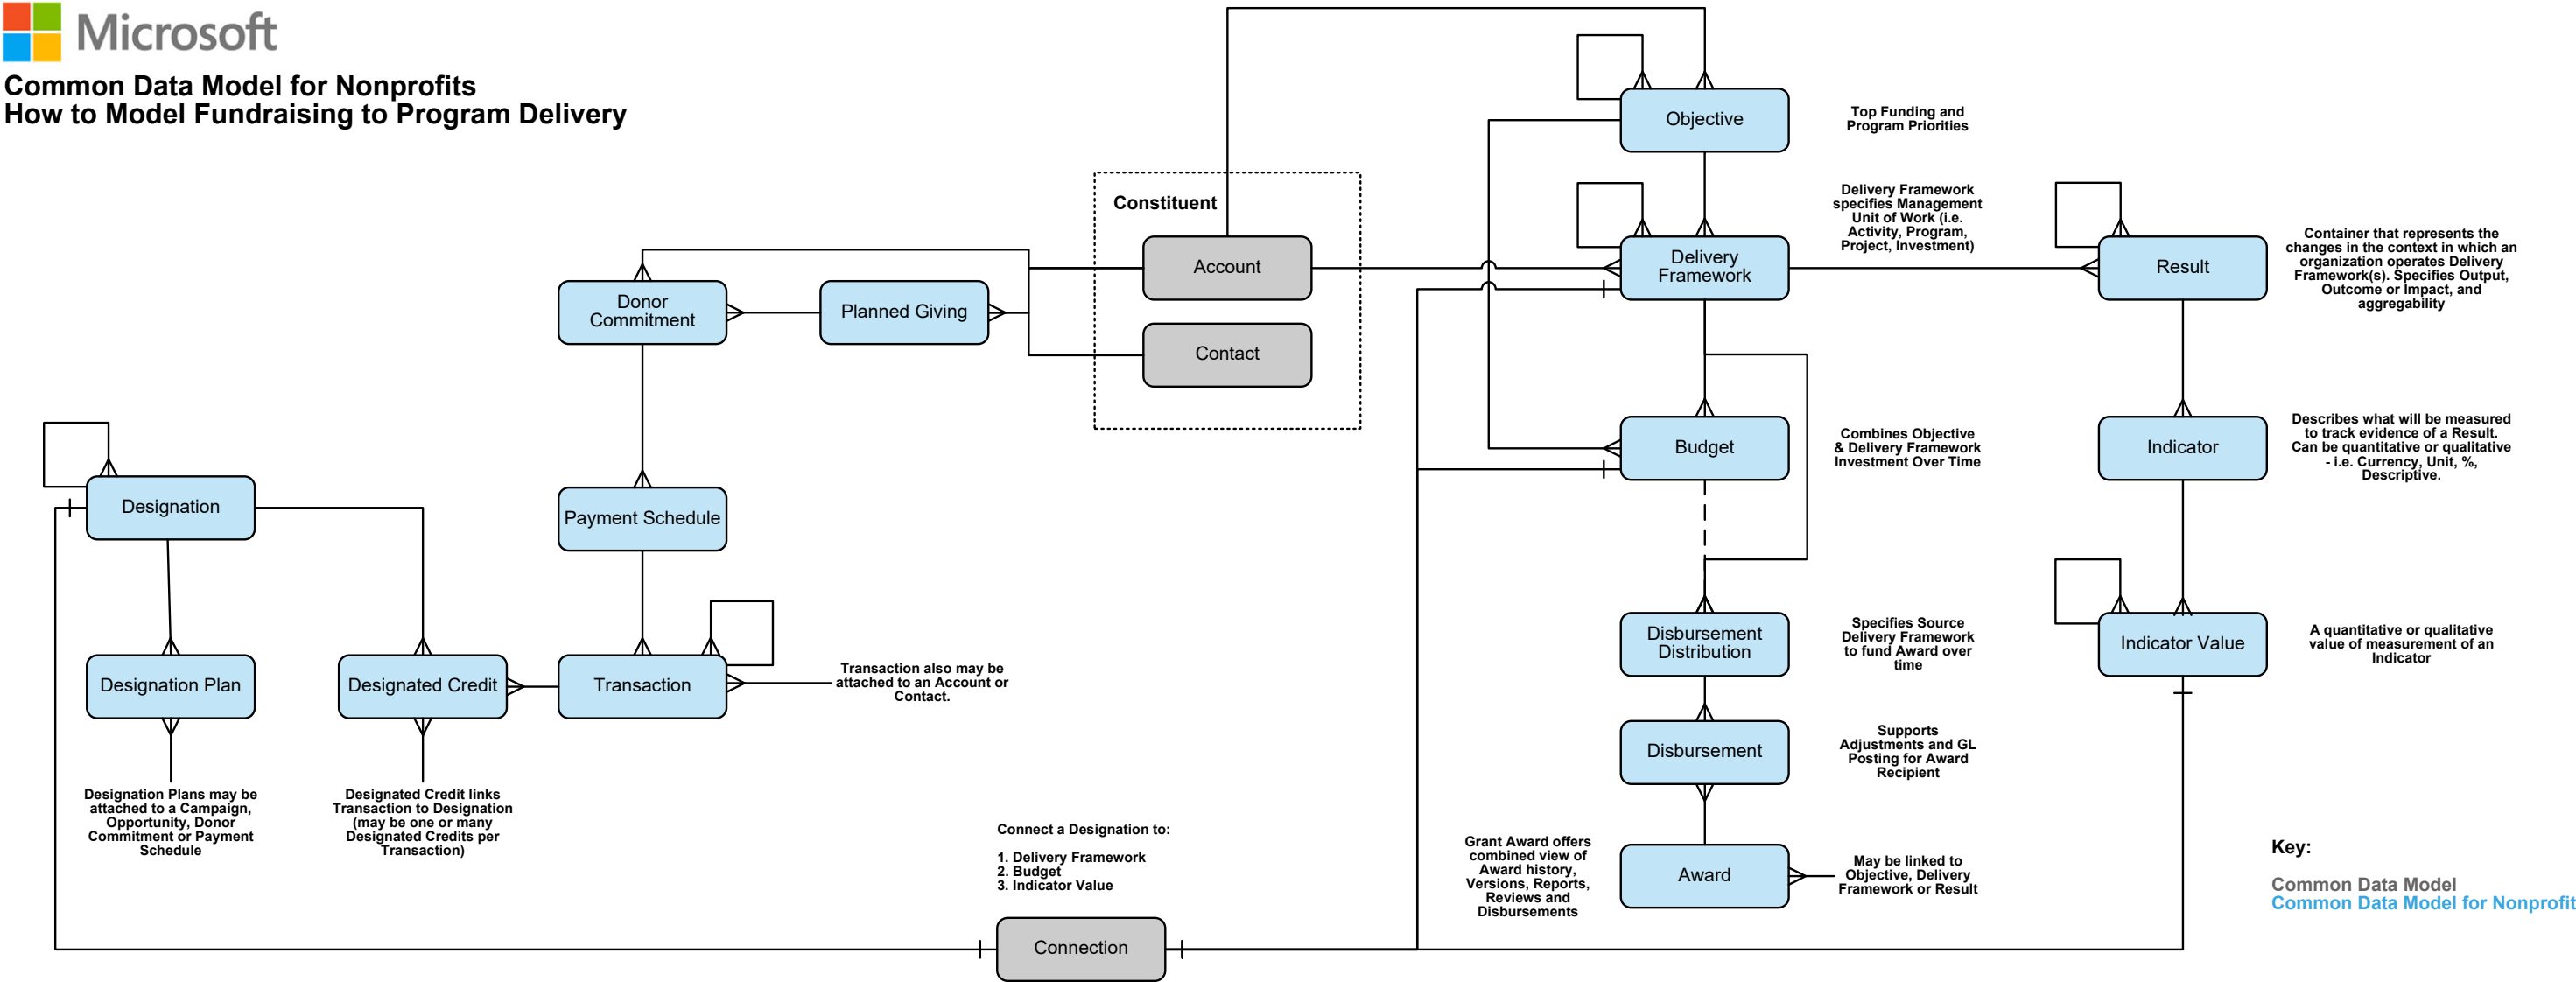 Microsoft
Common Data Model for Nonprofits
How to Model Fundraising to Program Delivery
Objective
Top Funding and
Program Priorities
Constituent
Account
Contact
Donor
Commitment
Planned Giving
Delivery
Framework
Delivery Framework
specifies Management
Unit of Work (i.e.
Activity, Program,
Project, Investment)
Result
Container that represents the
changes in the context in which an
organization operates Delivery
Framework(s). Specifies Output,
Outcome or Impact, and
aggregability
Budget
Combines Objective
& Delivery Framework
Investment Over Time
Indicator
Describes what will be measured
to track evidence of a Result.
Can be quantitative or qualitative
- i.e. Currency, Unit, %,
Descriptive.
Designation
Payment Schedule
Designation Plan
Designated Credit
Transaction
Transaction also may be
attached to an Account or
Contact.
Disbursement
Distribution
Specifies Source
Delivery Framework
to fund Award over
time
Indicator Value
A quantitative or qualitative
value of measurement of an
Indicator
Disbursement
Supports
Adjustments and GL
Posting for Award
Recipient
Designation Plans may be
attached to a Campaign,
Opportunity, Donor
Commitment or Payment
Schedule
Designated Credit links
Transaction to Designation
(may be one or many
Designated Credits per
Transaction)
Connect a Designation to:
1. Delivery Framework
2. Budget
3. Indicator Value
Grant Award offers
combined view of
Award history,
Versions, Reports,
Reviews and
Disbursements
Award
May be linked to
Objective, Delivery
Framework or Result
Key:
Common Data Model
Common Data Model for Nonprofit
Connection